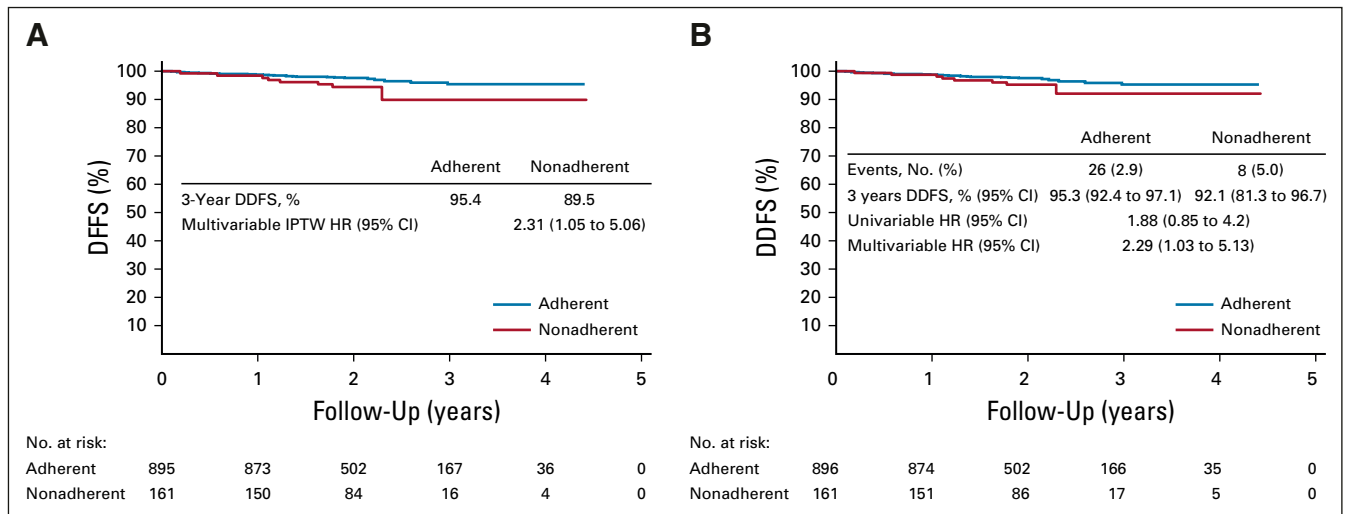 A
100
90
80
70
60
50
40
30
20
10
DFFS (%)
Adherent Nonadherent
3-Year DDFS, % 95.4 89.5
Multivariable IPTW HR (95% CI) 2.31 (1.05 to 5.06)
Adherent
Nonadherent
0 1 2 3 4 5
Follow-Up (years)
No. at risk:
Adherent 895 873 502 167 36 0
Nonadherent 161 150 84 16 4 0
B
100
90
80
70
60
50
40
30
20
10
DDFS (%)
Adherent Nonadherent
Events, No. (%) 26 (2.9) 8 (5.0)
3 years DDFS, % (95% CI) 95.3 (92.4 to 97.1) 92.1 (81.3 to 96.7)
Univariable HR (95% CI) 1.88 (0.85 to 4.2)
Multivariable HR (95% CI) 2.29 (1.03 to 5.13)
Adherent
Nonadherent
0 1 2 3 4 5
Follow-Up (years)
No. at risk:
Adherent 896 874 502 166 35 0
Nonadherent 161 151 86 17 5 0